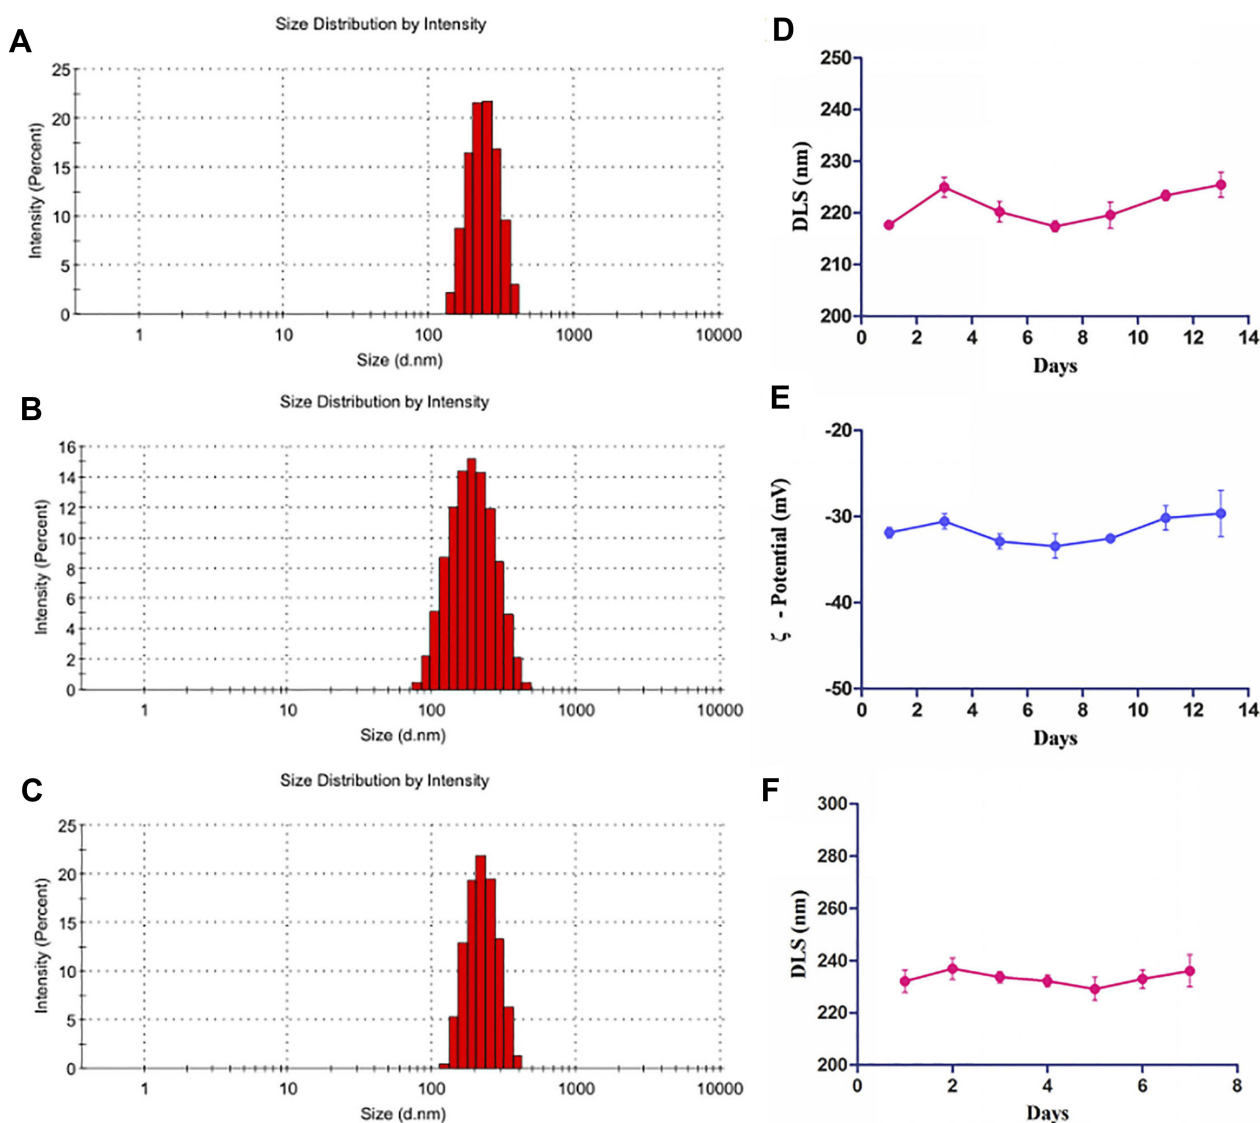 A
Size Distribution by Intensity
Intensity (Percent)
25
20
15
10
5
0
1 10 100 1000 10000
Size (d.nm)
B
Size Distribution by Intensity
Intensity (Percent)
16
14
12
10
8
6
4
2
0
1 10 100 1000 10000
Size (d.nm)
C
Size Distribution by Intensity
Intensity (Percent)
25
20
15
10
5
0
1 10 100 1000 10000
Size (d.nm)
D
DLS (nm)
250
240
230
220
210
200
0 2 4 6 8 10 12 14
Days
E
ζ - Potential (mV)
-20
-30
-40
-50
0 2 4 6 8 10 12 14
Days
F
DLS (nm)
300
280
260
240
220
200
0 2 4 6 8
Days